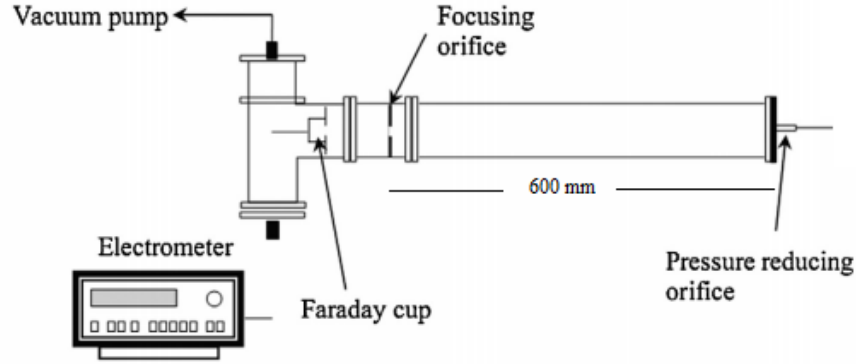 Vacuum pump
Focusing
orifice
600 mm
Electrometer
Faraday cup
Pressure reducing
orifice